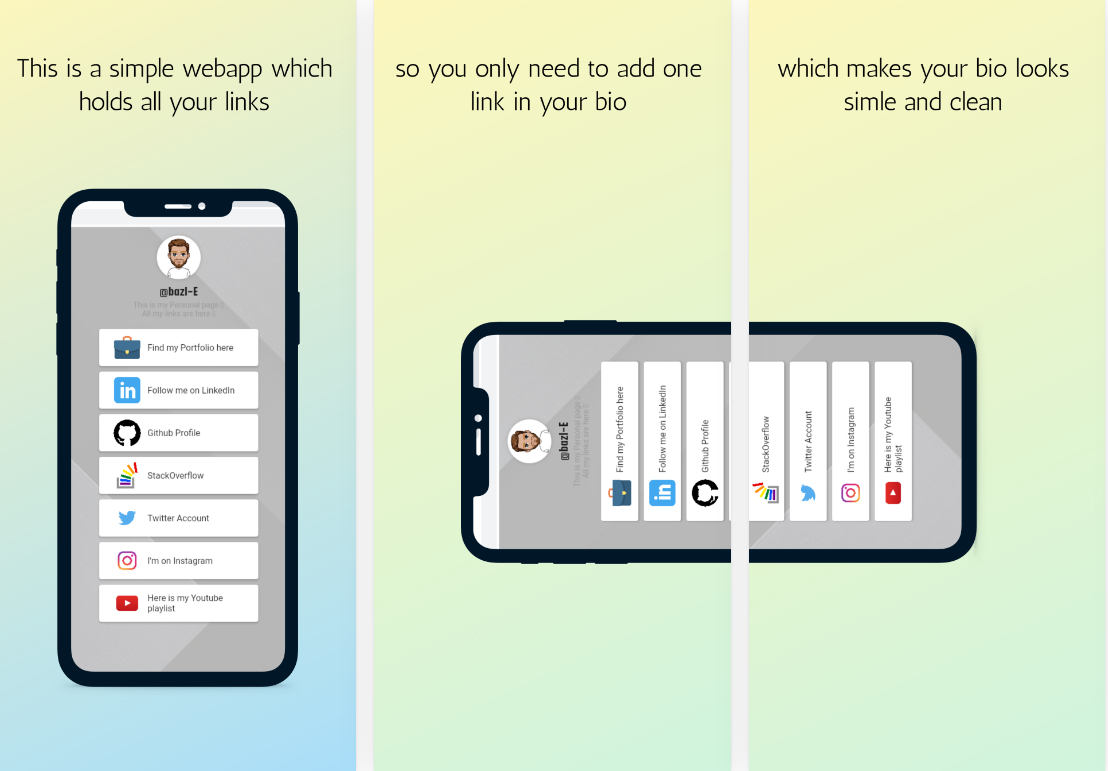 This is a simple webapp which
holds all your links
@bazl-E
This is my Personal page
All my links are here
Find my Portfolio here
Follow me on LinkedIn
Github Profile
StackOverflow
Twitter Account
I'm on Instagram
Here is my Youtube
playlist
so you only need to add one
link in your bio
@bazl-E
This is my Personal page
All my links are here
Find my Portfolio here
Follow me on LinkedIn
Github Profile
which makes your bio looks
simle and clean
StackOverflow
Twitter Account
I'm on Instagram
Here is my Youtube
playlist